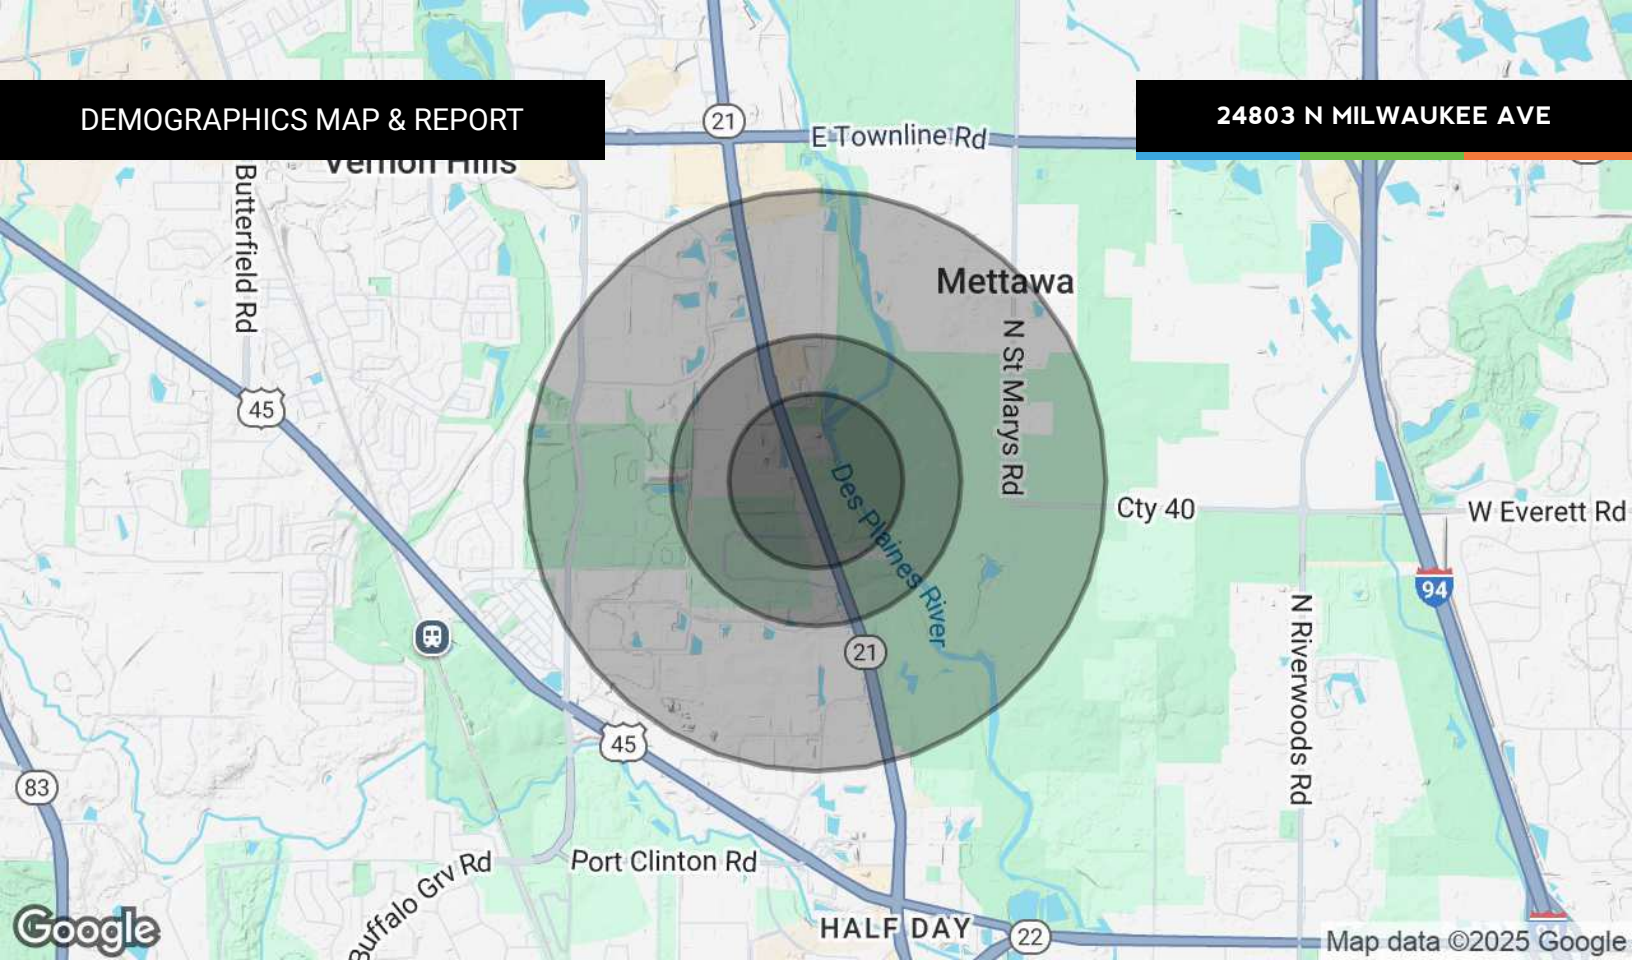 DEMOGRAPHICS MAP & REPORT
24803 N MILWAUKEE AVE
21
E Townline Rd
Vernon Hills
Butterfield Rd
Mettawa
N St Marys Rd
45
Des Plaines River
Cty 40
W Everett Rd
94
N Riverwoods Rd
21
45
83
Port Clinton Rd
Buffalo Grv Rd
HALF DAY
22
Google
Map data ©2025 Google